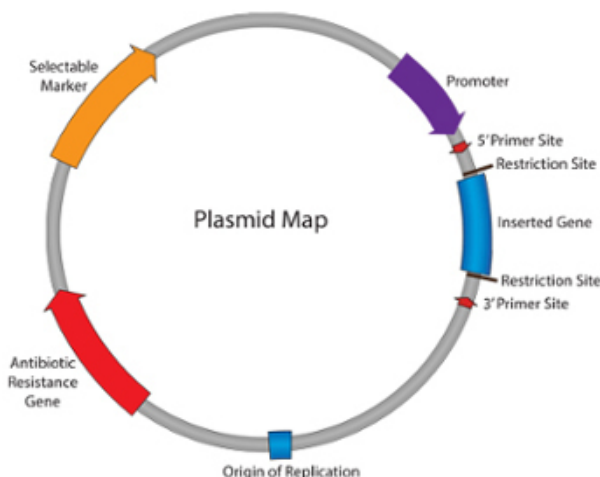 Selectable
Marker
Promoter
5' Primer Site
Restriction Site
Plasmid Map
Inserted Gene
Restriction Site
3' Primer Site
Antibiotic
Resistance
Gene
Origin of Replication